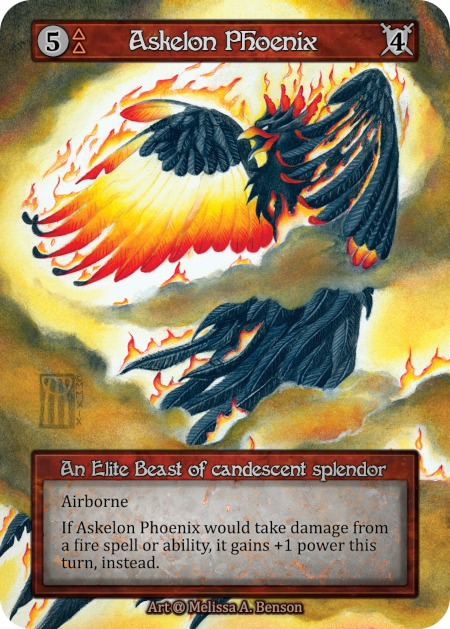 5 Askelon Phoenix 4
An Elite Beast of candescent splendor
Airborne
If Askelon Phoenix would take damage from
a fire spell or ability, it gains +1 power this
turn, instead.
Art @ Melissa A. Benson